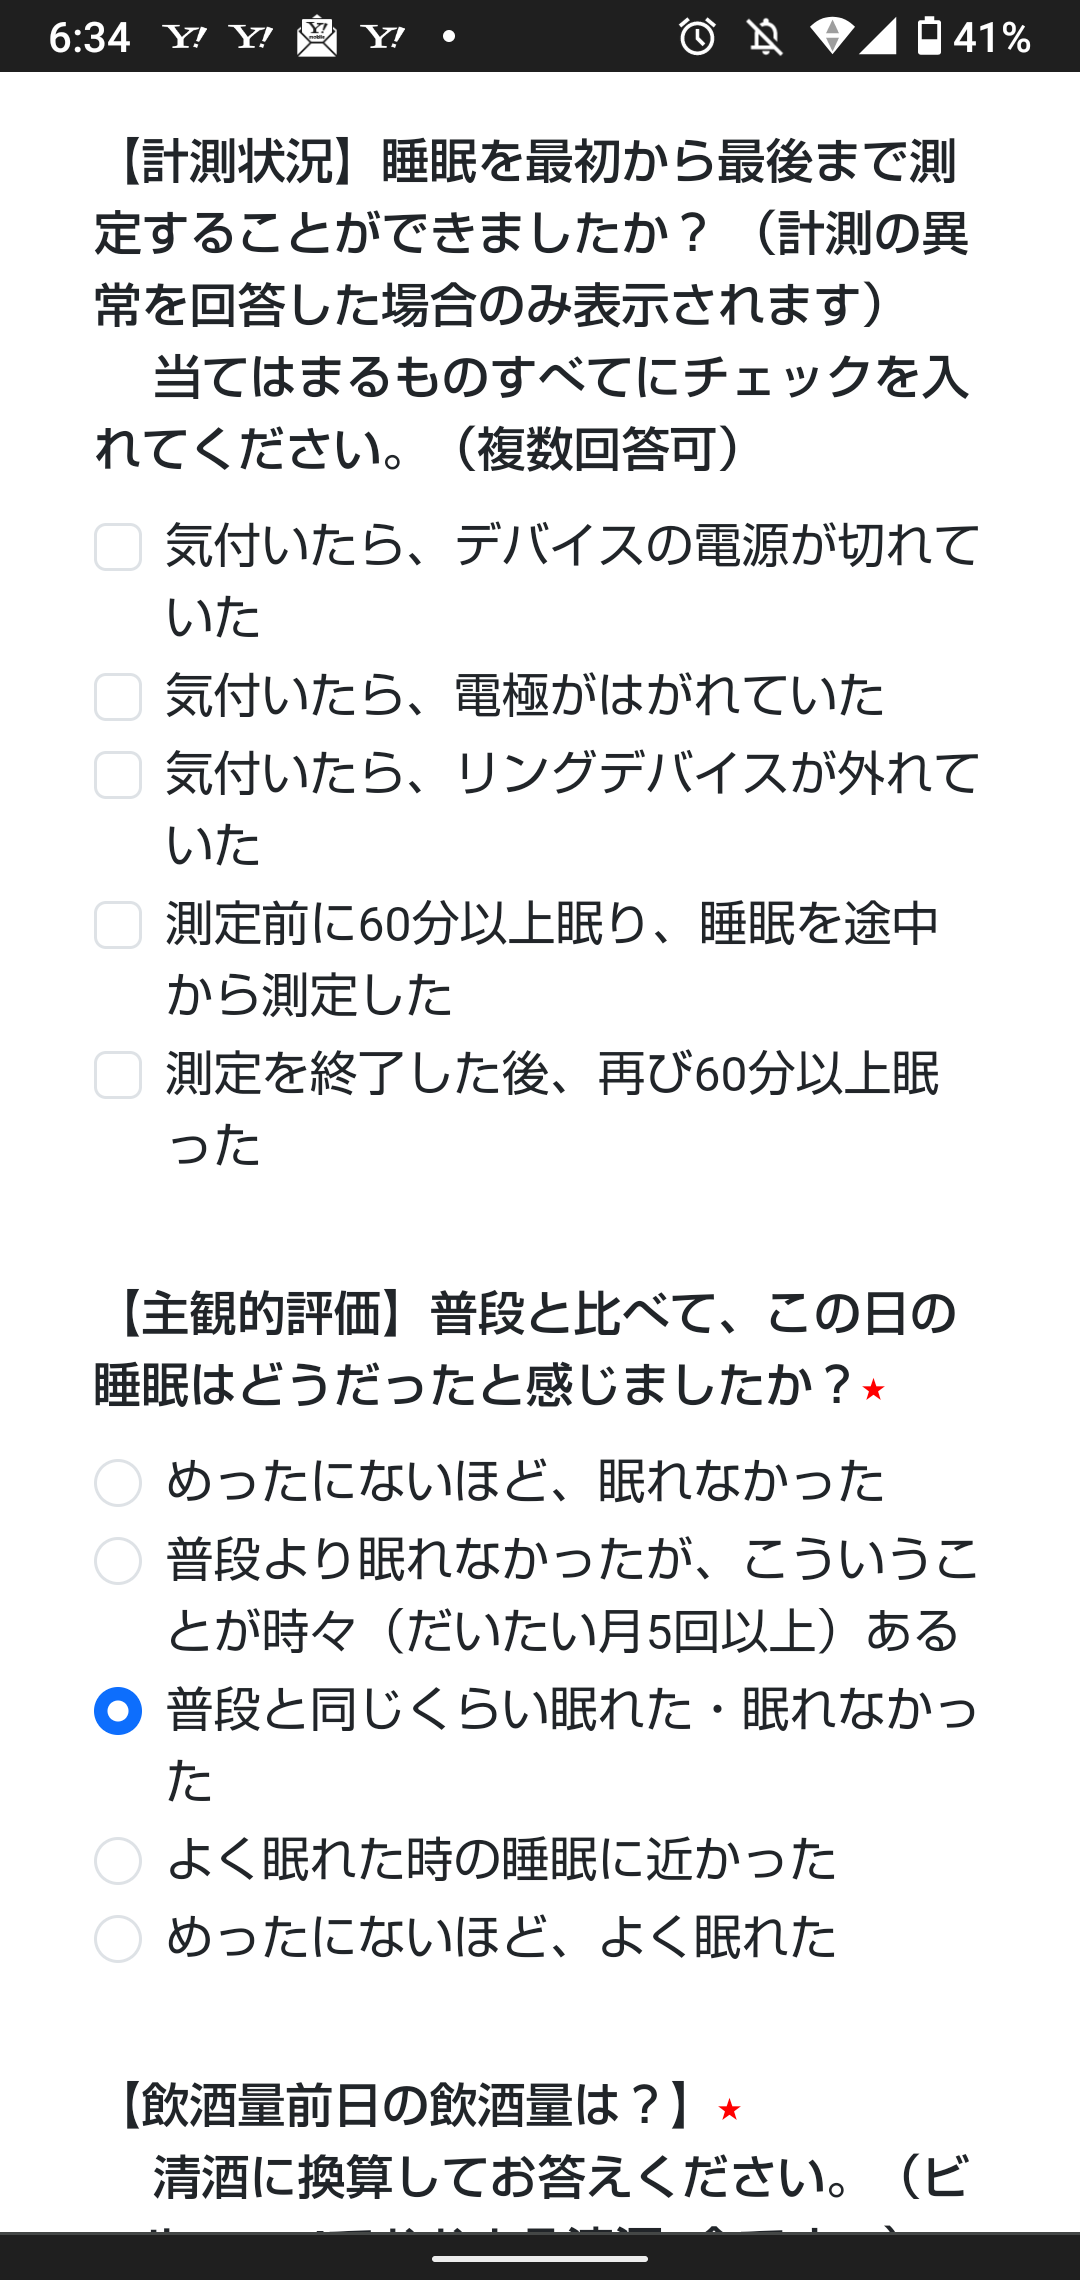 6:34 Y! Y! Y! mobile Y! 41%
【計測状況】睡眠を最初から最後まで測
定することができましたか？（計測の異
常を回答した場合のみ表示されます）
当てはまるものすべてにチェックを入
れてください。（複数回答可）
気付いたら、デバイスの電源が切れて
いた
気付いたら、電極がはがれていた
気付いたら、リングデバイスが外れて
いた
測定前に60分以上眠り、睡眠を途中
から測定した
測定を終了した後、再び60分以上眠
った
【主観的評価】普段と比べて、この日の
睡眠はどうだったと感じましたか？★
めったにないほど、眠れなかった
普段より眠れなかったが、こういうこ
とが時々（だいたい月5回以上）ある
普段と同じくらい眠れた・眠れなかっ
た
よく眠れた時の睡眠に近かった
めったにないほど、よく眠れた
【飲酒量前日の飲酒量は？】★
清酒に換算してお答えください。（ビ